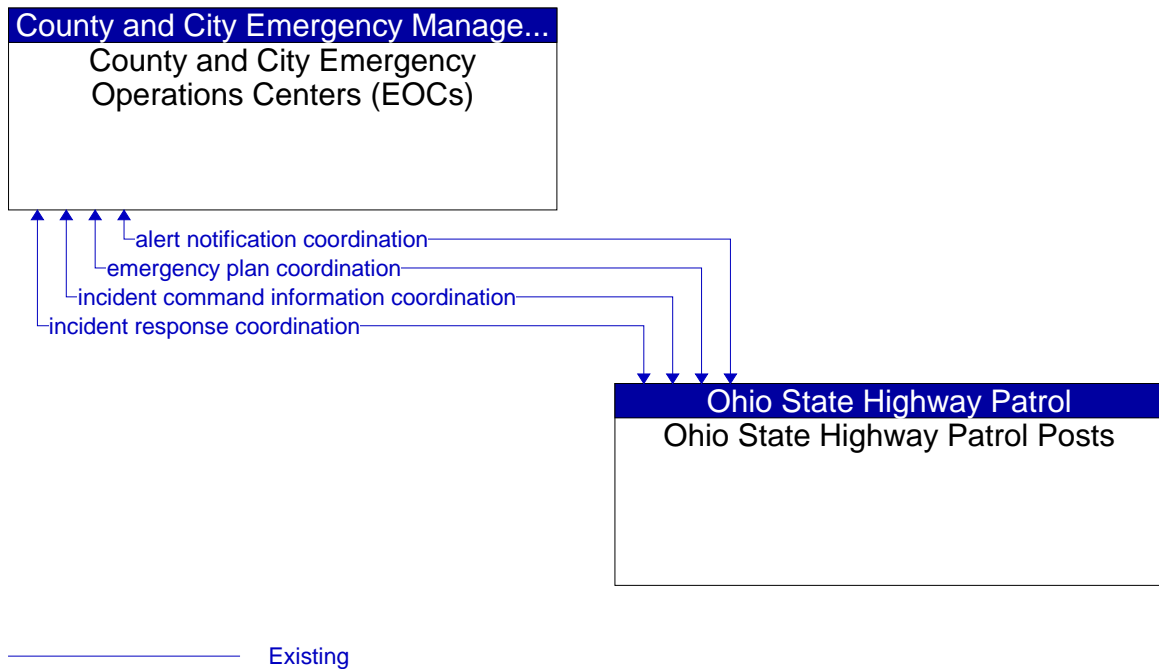 County and City Emergency Manage...
County and City Emergency
Operations Centers (EOCs)
alert notification coordination
emergency plan coordination
incident command information coordination
incident response coordination
Ohio State Highway Patrol
Ohio State Highway Patrol Posts
Existing